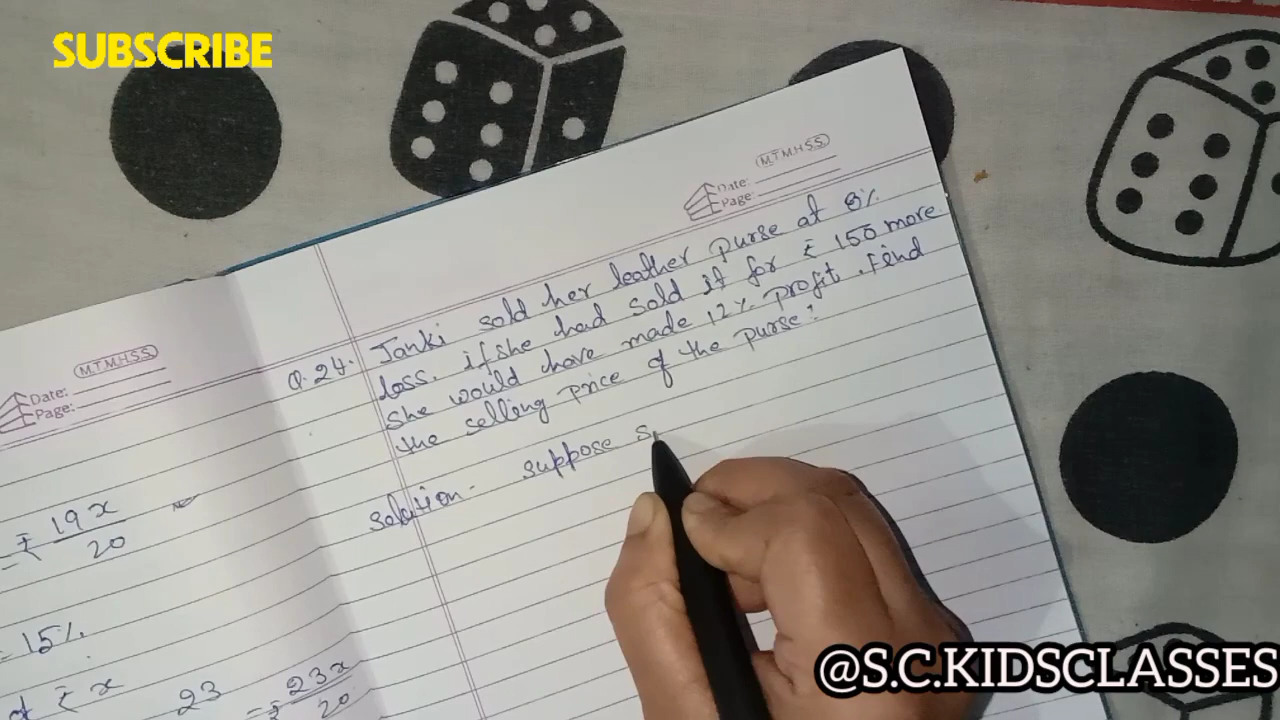 SUBSCRIBE
M.T.M.H.S.S.
Date:
Page:
Q.24. Janki sold her leather purse at 8%
loss. if she had sold it for ₹ 150 more
she would have made 12% profit. Find
the selling price of the purse?
Solution- suppose S
M.T.M.H.S.S.
Date:
Page:
= ₹ 19x
20
= 15%
of ₹ x
23
= ₹ 23x
20
@S.C.KIDSCLASSES